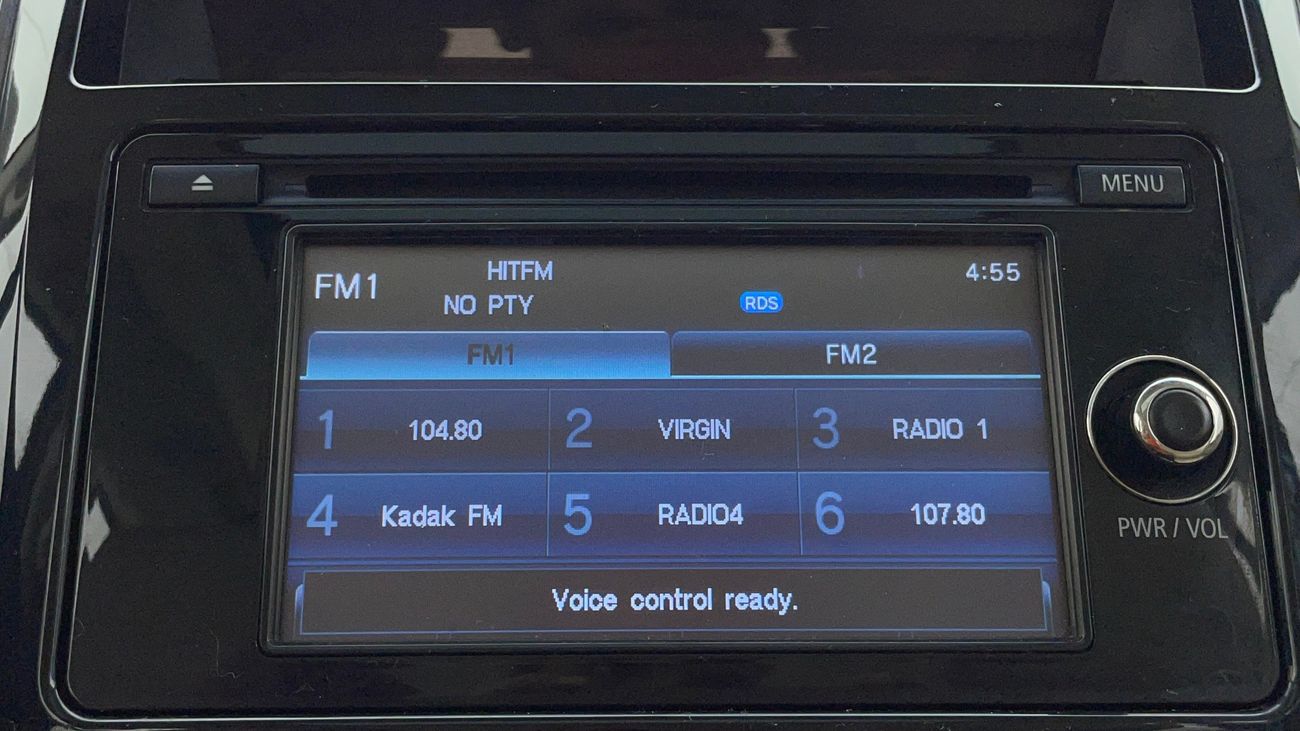 MENU
HITFM
4:55
FM1
NO PTY
RDS
FM1
FM2
1 104.80
2 VIRGIN
3 RADIO 1
4 Kadak FM
5 RADIO4
6 107.80
PWR / VOL
Voice control ready.